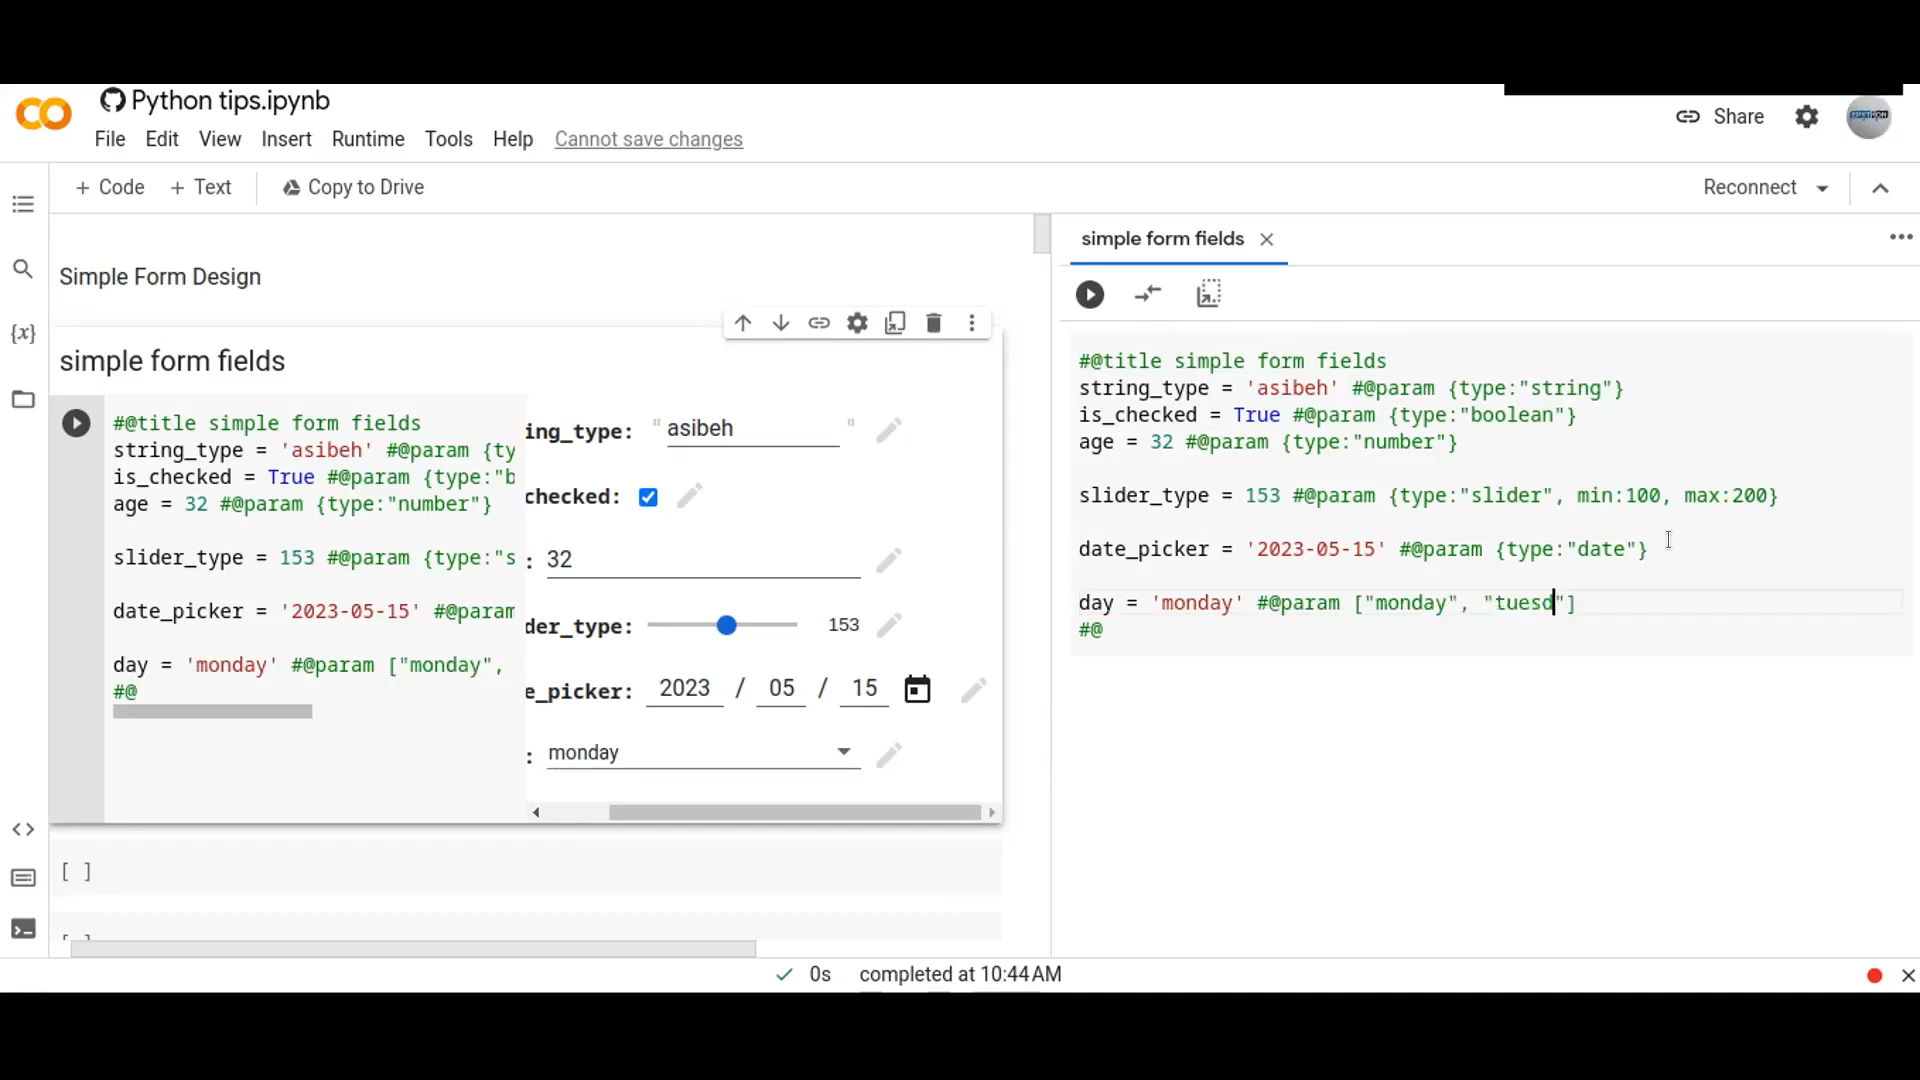 Python tips.ipynb
File Edit View Insert Runtime Tools Help Cannot save changes
Share
+ Code + Text Copy to Drive
Reconnect
Simple Form Design
simple form fields
#@title simple form fields
string_type = 'asibeh' #@param {ty
is_checked = True #@param {type:"b
age = 32 #@param {type:"number"}
slider_type = 153 #@param {type:"s
date_picker = '2023-05-15' #@param
day = 'monday' #@param ["monday",
#@
ing_type: " asibeh "
checked:
: 32
der_type: 153
e_picker: 2023 / 05 / 15
: monday
[ ]
[ ]
simple form fields
#@title simple form fields
string_type = 'asibeh' #@param {type:"string"}
is_checked = True #@param {type:"boolean"}
age = 32 #@param {type:"number"}
slider_type = 153 #@param {type:"slider", min:100, max:200}
date_picker = '2023-05-15' #@param {type:"date"}
day = 'monday' #@param ["monday", "tuesd"]
#@
0s completed at 10:44 AM